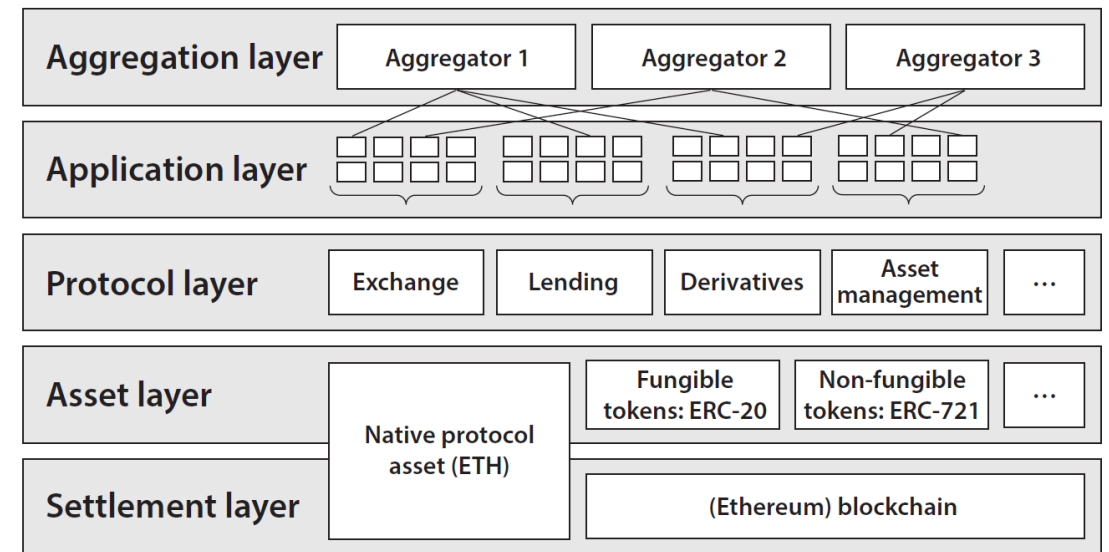 Aggregation layer
Aggregator 1
Aggregator 2
Aggregator 3
Application layer
Protocol layer
Exchange
Lending
Derivatives
Asset
management
...
Asset layer
Native protocol
asset (ETH)
Fungible
tokens: ERC-20
Non-fungible
tokens: ERC-721
...
Settlement layer
(Ethereum) blockchain